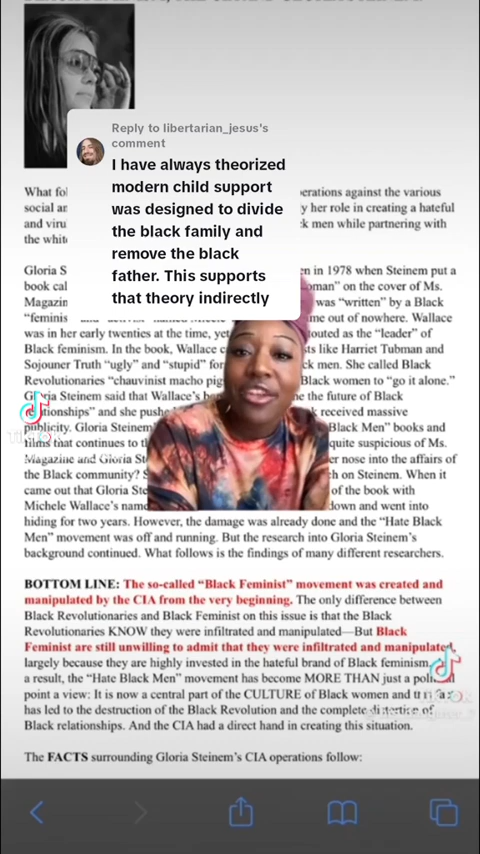 Reply to libertarian_jesus's
comment
I have always theorized
modern child support
was designed to divide
the black family and
remove the black
father. This supports
that theory indirectly
What fol erations against the various
social an y her role in creating a hateful
and viru ck men while partnering with
the white
Gloria S en in 1978 when Steinem put a
book cal oman” on the cover of Ms.
Magazin was “written” by a Black
“feminis me out of nowhere. Wallace
was in her early twenties at the time, yet touted as the “leader” of
Black feminism. In the book, Wallace c sts like Harriet Tubman and
Sojouner Truth “ugly” and “stupid” for ck men. She called Black
Revolutionaries “chauvinist macho pig Black women to “go it alone.”
Gloria Steinem said that Wallace's bo e the future of Black
relationships” and she pushe k received massive
publicity. Gloria Steinem Black Men” books and
films that continues to t quite suspicious of Ms.
Magazine and Gloria St er nose into the affairs of
the Black community? S h on Steinem. When it
came out that Gloria Ste of the book with
Michele Wallace's name down and went into
hiding for two years. However, the damage was already done and the “Hate Black
Men” movement was off and running. But the research into Gloria Steinem's
background continued. What follows is the findings of many different researchers.
BOTTOM LINE: The so-called “Black Feminist” movement was created and
manipulated by the CIA from the very beginning. The only difference between
Black Revolutionaries and Black Feminist on this issue is that the Black
Revolutionaries KNOW they were infiltrated and manipulated—But Black
Feminist are still unwilling to admit that they were infiltrated and manipulated,
largely because they are highly invested in the hateful brand of Black feminism.
a result, the “Hate Black Men” movement has become MORE THAN just a
point a view: It is now a central part of the CULTURE of Black women and
has led to the destruction of the Black Revolution and the complete of
Black relationships. And the CIA had a direct hand in creating this situation.
The FACTS surrounding Gloria Steinem's CIA operations follow: